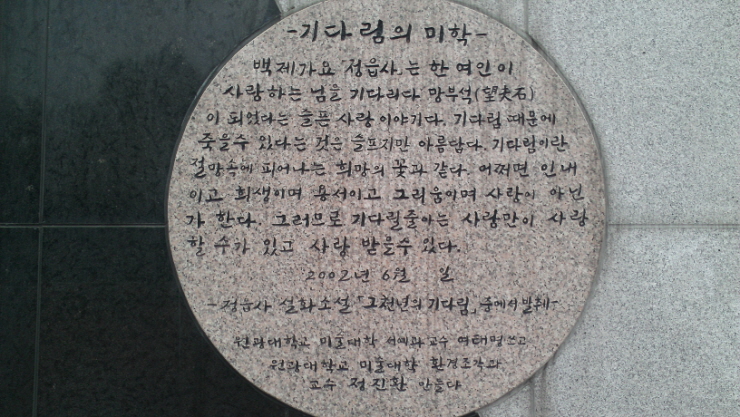 -기다림의 미학-
백제가요「정읍사」는 한 여인이
사랑하는 님을 기다리다 망부석(望夫石)
이 되었다는 슬픈 사랑 이야기다. 기다림 때문에
죽을수 있다는 것은 슬프지만 아름답다. 기다림이란
절망속에 피어나는 희망의 꽃과 같다. 어쩌면 인내
이고 희생이며 용서이고 그리움이며 사랑이 아닌
가 한다. 그러므로 기다릴줄아는 사람만이 사랑
할 수가 있고 사랑 받을수 있다.
2002년 6월 일
-정읍사 설화소설「그천년의기다림」중에서 발췌-
원광대학교 미술대학 서예과교수 여태명쓰고
원광대학교 미술대학 환경조각과
교수 정진환 만들다